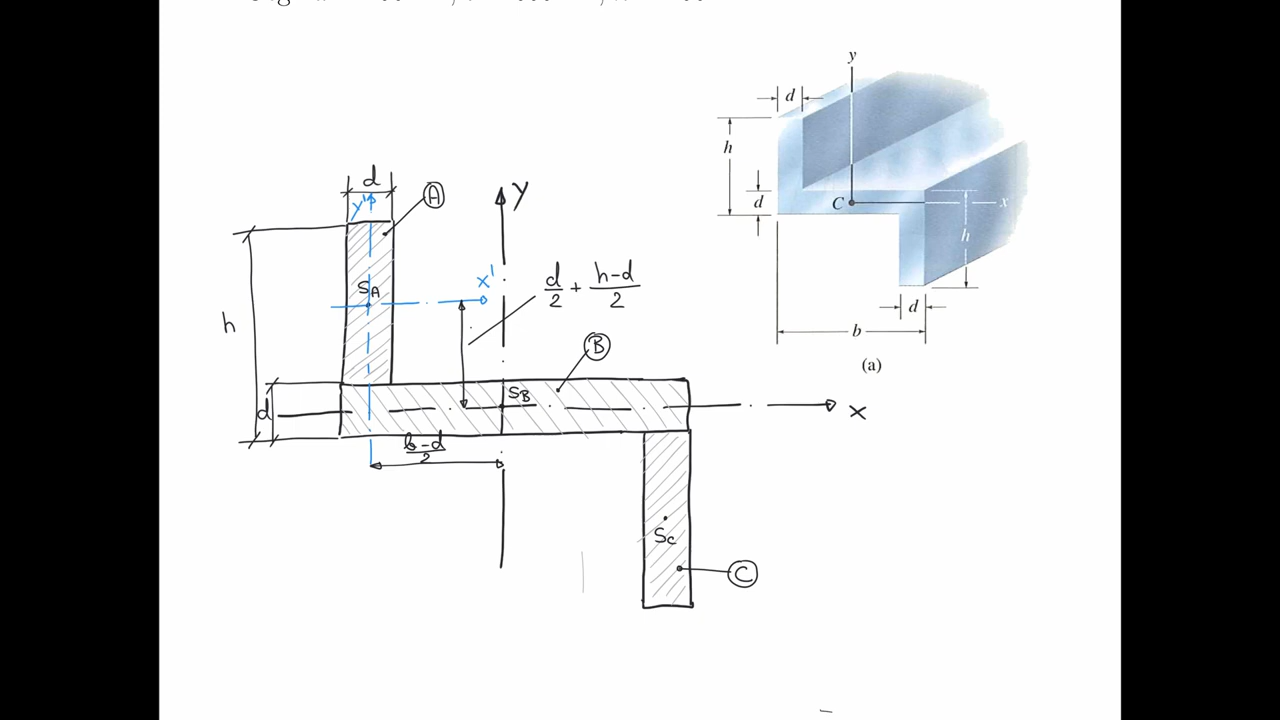 y
d
h
d
C
x
h
d
b
(a)
d
A
y'
Y
x'
d/2 + (h-d)/2
S_A
h
B
S_B
d
x
b-d/2
S_C
C